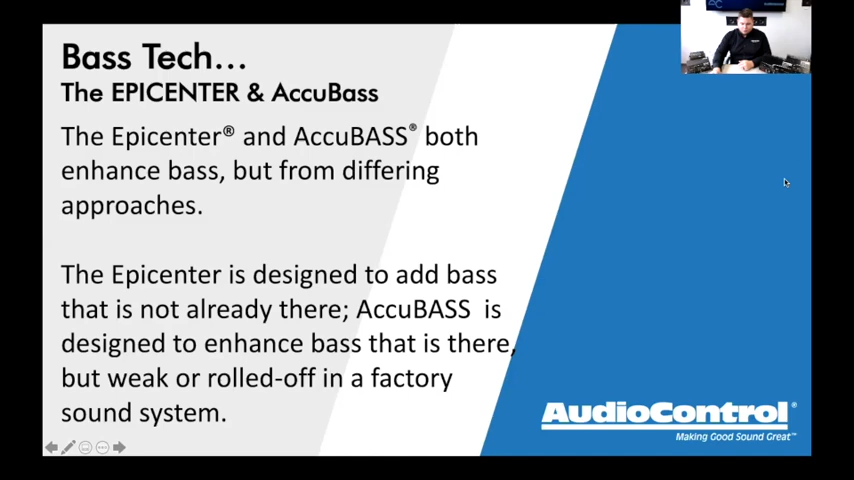 Bass Tech...
The EPICENTER & AccuBass
The Epicenter® and AccuBASS® both
enhance bass, but from differing
approaches.
The Epicenter is designed to add bass
that is not already there; AccuBASS is
designed to enhance bass that is there,
but weak or rolled-off in a factory
sound system.
AudioControl®
Making Good Sound Great™